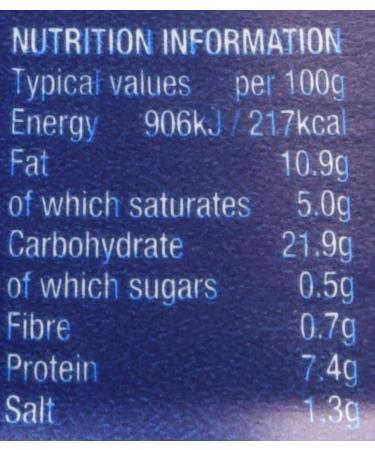 NUTRITION INFORMATION
Typical values per 100g
Energy 906kJ / 217kcal
Fat 10.9g
of which saturates 5.0g
Carbohydrate 21.9g
of which sugars 0.5g
Fibre 0.7g
Protein 7.4g
Salt 1.3g